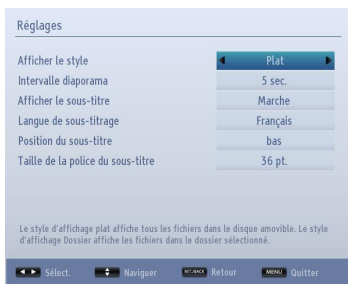 Réglages
Afficher le style Plat
Intervalle diaporama 5 sec.
Afficher le sous-titre Marche
Langue de sous-titrage Français
Position du sous-titre bas
Taille de la police du sous-titre 36 pt.
Le style d'affichage plat affiche tous les fichiers dans le disque amovible. Le style
d'affichage Dossier affiche les fichiers dans le dossier sélectionné.
Sélect. Naviguer RET./BACK Retour MENU Quitter